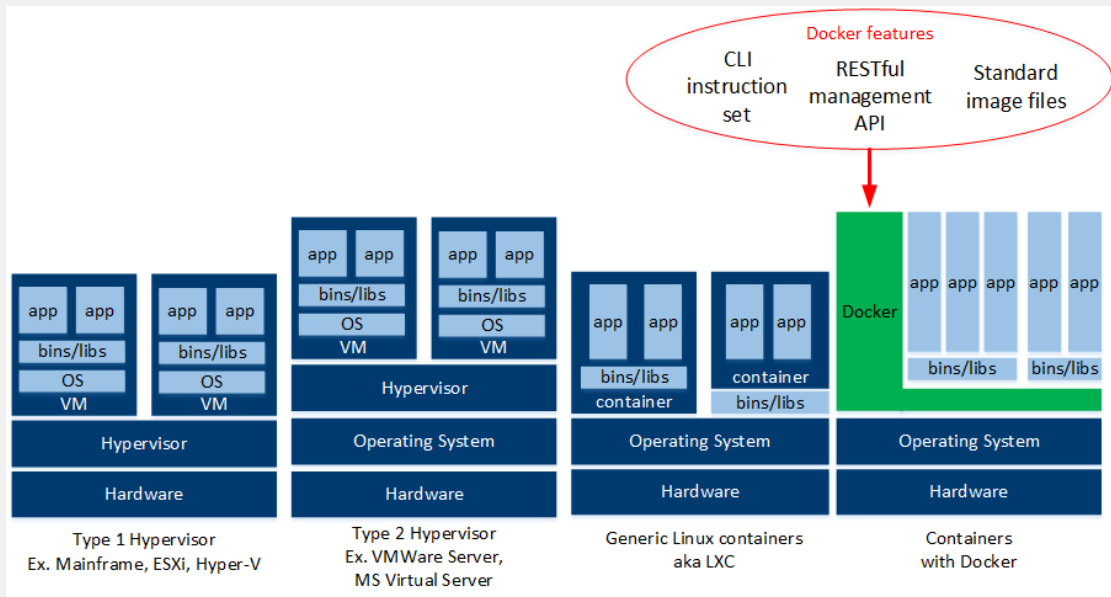 Docker features
CLI
instruction
set
RESTful
management
API
Standard
image files
app app
bins/libs
OS
VM
app app
bins/libs
OS
VM
Hypervisor
Hardware
Type 1 Hypervisor
Ex. Mainframe, ESXi, Hyper-V
app app
bins/libs
OS
VM
app app
bins/libs
OS
VM
Hypervisor
Operating System
Hardware
Type 2 Hypervisor
Ex. VMWare Server,
MS Virtual Server
app app
bins/libs
container
app app
container
bins/libs
Operating System
Hardware
Generic Linux containers
aka LXC
Docker
app app app
bins/libs
app app
bins/libs
Operating System
Hardware
Containers
with Docker